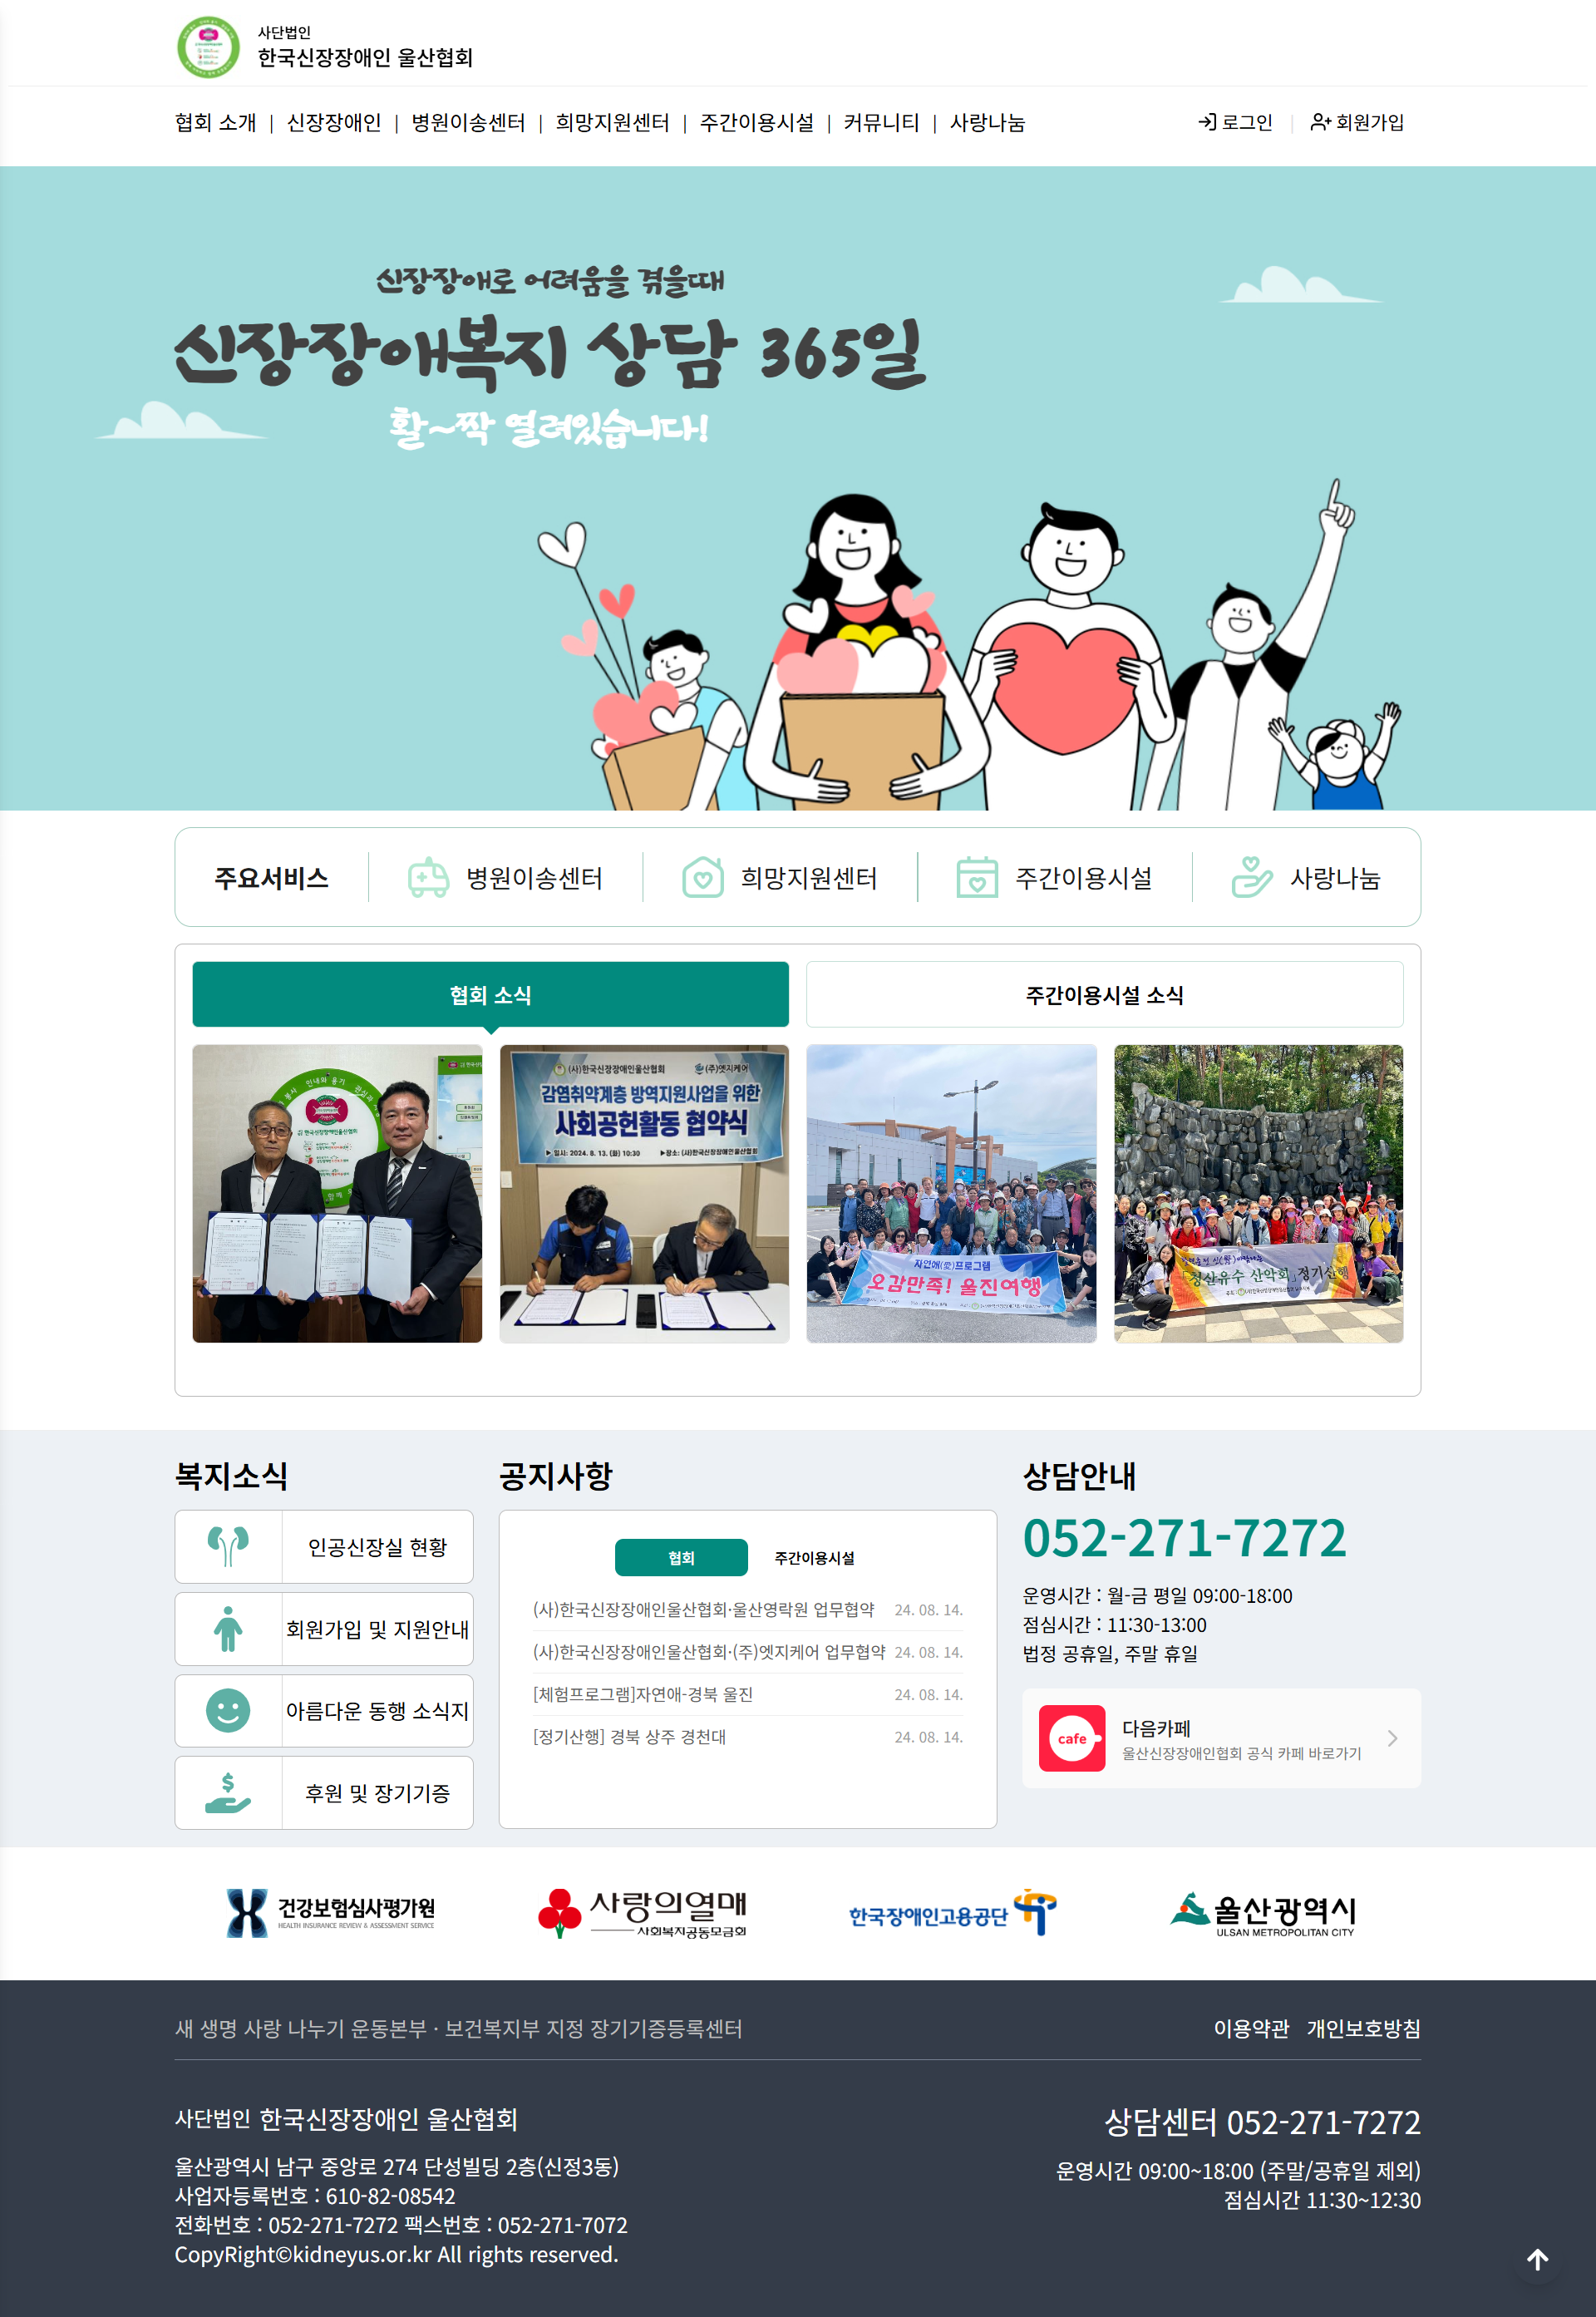 사단법인
한국신장장애인 울산협회
협회 소개 | 신장장애인 | 병원이송센터 | 희망지원센터 | 주간이용시설 | 커뮤니티 | 사랑나눔
로그인 | 회원가입
신장장애로 어려움을 겪을때
신장장애복지 상담 365일
활~짝 열려있습니다!
주요서비스
병원이송센터
희망지원센터
주간이용시설
사랑나눔
협회 소식
주간이용시설 소식
(사)한국신장장애인울산협회 (주)엣지케어
감염취약계층 방역지원사업을 위한
사회공헌활동 협약식
▶일시: 2024. 8. 13. (화) 10:30 ▶장소: (사)한국신장장애인울산협회
자연애(愛)프로그램
오감만족! 울진여행
「청산유수 산악회」정기산행
복지소식
인공신장실 현황
회원가입 및 지원안내
아름다운 동행 소식지
후원 및 장기기증
공지사항
협회
주간이용시설
(사)한국신장장애인울산협회·울산영락원 업무협약 24. 08. 14.
(사)한국신장장애인울산협회·(주)엣지케어 업무협약 24. 08. 14.
[체험프로그램]자연애-경북 울진 24. 08. 14.
[정기산행] 경북 상주 경천대 24. 08. 14.
상담안내
052-271-7272
운영시간 : 월-금 평일 09:00-18:00
점심시간 : 11:30-13:00
법정 공휴일, 주말 휴일
cafe
다음카페
울산신장장애인협회 공식 카페 바로가기
건강보험심사평가원
HEALTH INSURANCE REVIEW & ASSESSMENT SERVICE
사랑의열매
사회복지공동모금회
한국장애인고용공단
울산광역시
ULSAN METROPOLITAN CITY
새 생명 사랑 나누기 운동본부 · 보건복지부 지정 장기기증등록센터
이용약관 개인보호방침
사단법인 한국신장장애인 울산협회
울산광역시 남구 중앙로 274 단성빌딩 2층(신정3동)
사업자등록번호 : 610-82-08542
전화번호 : 052-271-7272 팩스번호 : 052-271-7072
CopyRight©kidneyus.or.kr All rights reserved.
상담센터 052-271-7272
운영시간 09:00~18:00 (주말/공휴일 제외)
점심시간 11:30~12:30